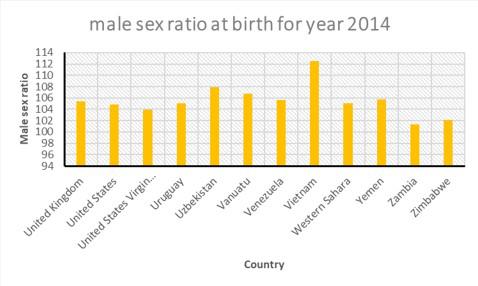 male sex ratio at birth for year 2014
114
112
110
108
106
104
102
100
98
96
94
Male sex ratio
United Kingdom
United States
United States Virgin...
Uruguay
Uzbekistan
Vanuatu
Venezuela
Vietnam
Western Sahara
Yemen
Zambia
Zimbabwe
Country